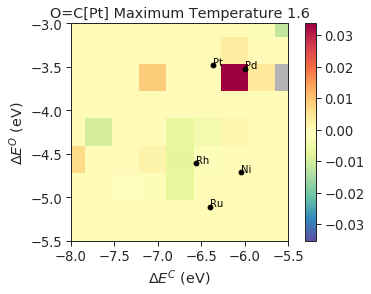 O=C[Pt] Maximum Temperature 1.6
−3.0
−3.5
−4.0
−4.5
−5.0
−5.5
ΔE^O (eV)
Pt
Pd
Rh
Ni
Ru
−8.0 −7.5 −7.0 −6.5 −6.0 −5.5
ΔE^C (eV)
0.03
0.02
0.01
0.00
−0.01
−0.02
−0.03